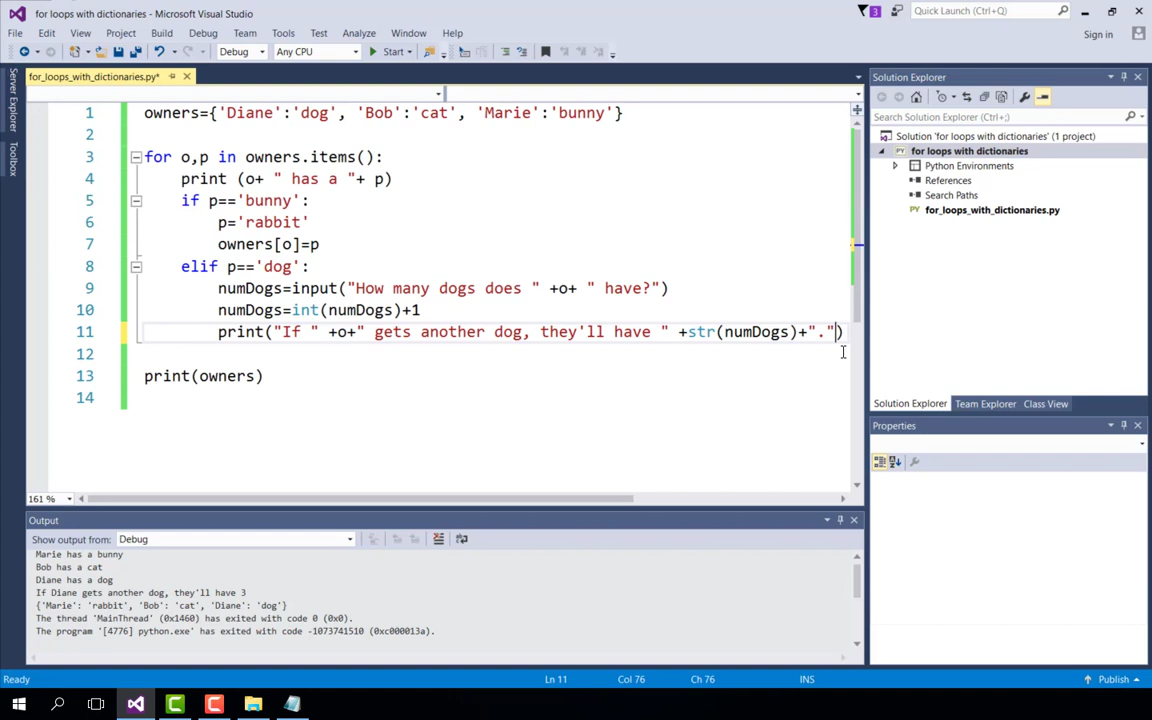 for loops with dictionaries - Microsoft Visual Studio
3
Quick Launch (Ctrl+Q)
File Edit View Project Build Debug Team Tools Test Analyze Window Help
Sign in
Debug Any CPU Start
Server Explorer
Toolbox
for_loops_with_dictionaries.py*
1 owners={'Diane':'dog', 'Bob':'cat', 'Marie':'bunny'}
2
3 for o,p in owners.items():
4 print (o+ " has a "+ p)
5 if p=='bunny':
6 p='rabbit'
7 owners[o]=p
8 elif p=='dog':
9 numDogs=input("How many dogs does " +o+ " have?")
10 numDogs=int(numDogs)+1
11 print("If " +o+" gets another dog, they'll have " +str(numDogs)+".")
12
13 print(owners)
14
161 %
Solution Explorer
Search Solution Explorer (Ctrl+;)
Solution 'for loops with dictionaries' (1 project)
PY for loops with dictionaries
Python Environments
References
Search Paths
PY for_loops_with_dictionaries.py
Solution Explorer Team Explorer Class View
Properties
Output
Show output from: Debug
Marie has a bunny
Bob has a cat
Diane has a dog
If Diane gets another dog, they'll have 3
{'Marie': 'rabbit', 'Bob': 'cat', 'Diane': 'dog'}
The thread 'MainThread' (0x1460) has exited with code 0 (0x0).
The program '[4776] python.exe' has exited with code -1073741510 (0xc000013a).
Ready Ln 11 Col 76 Ch 76 INS Publish